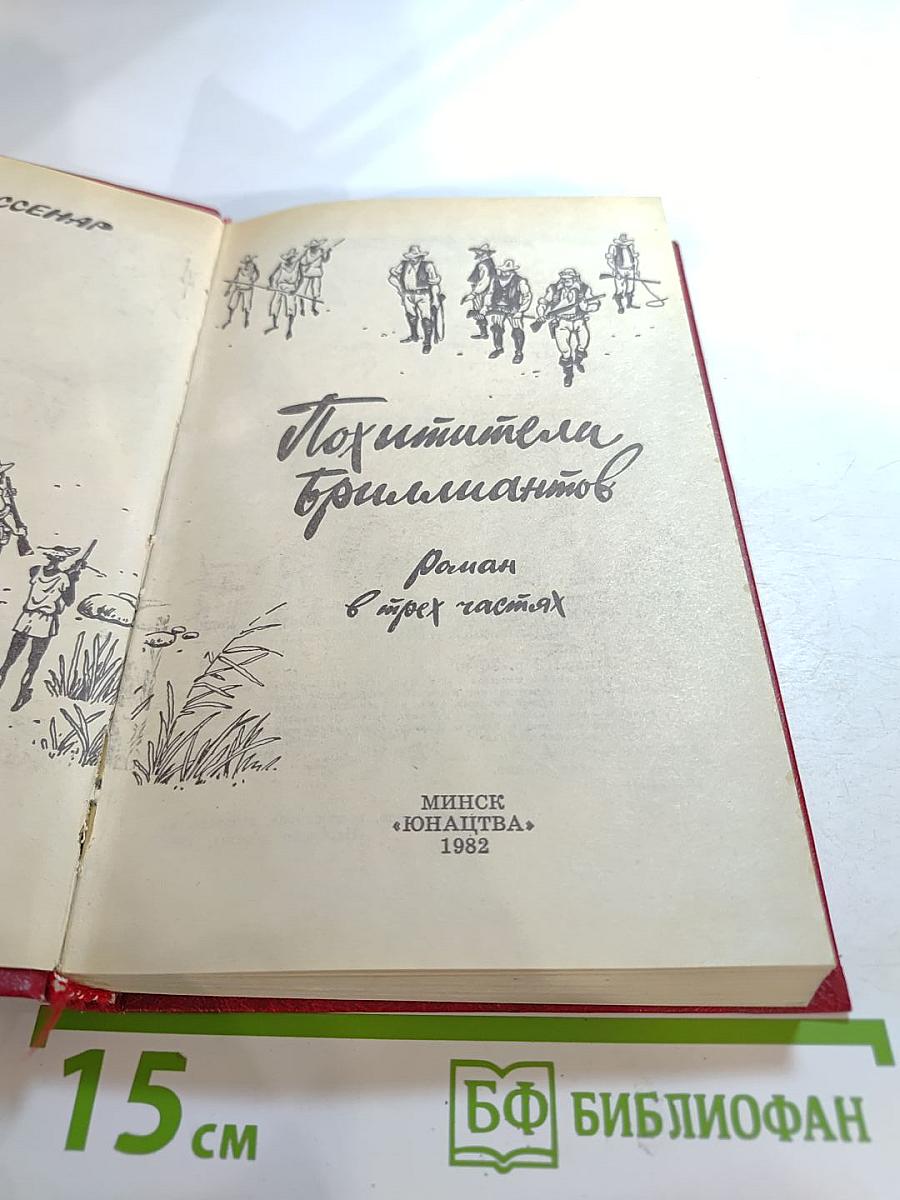 ССЕНАР
Похитители
Бриллиантов
Роман
в трех частях
МИНСК
«ЮНАЦТВА»
1982
15 см
БФ БИБЛИОФАН